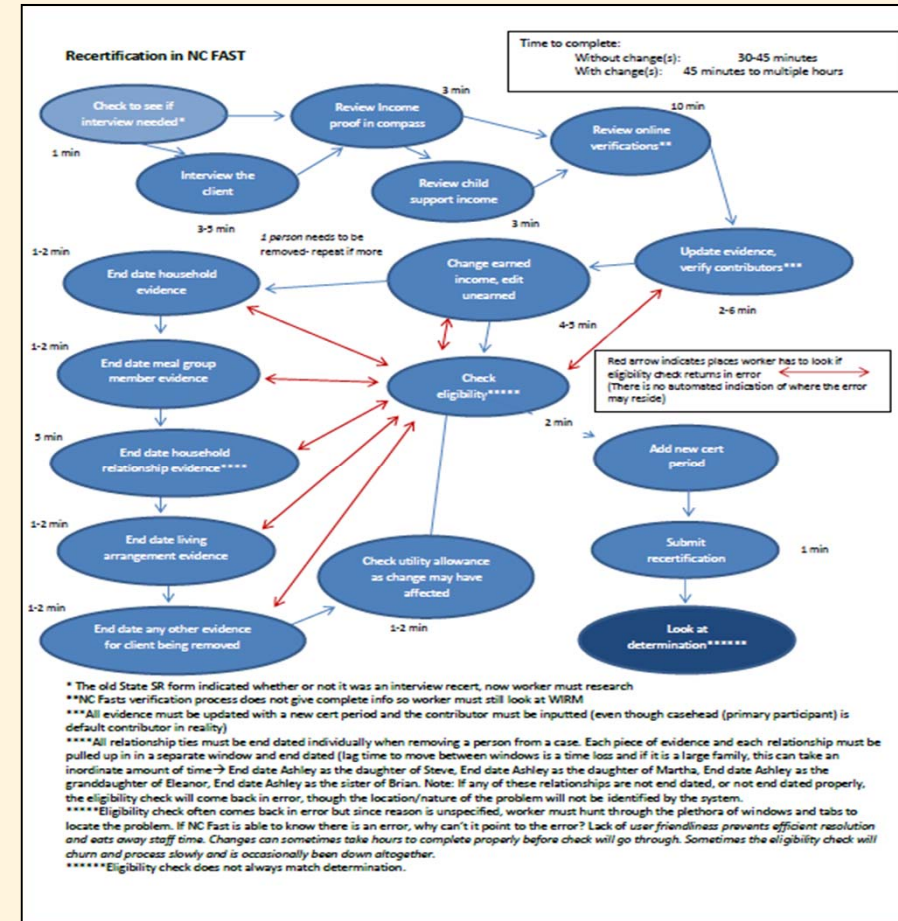 Recertification in NC FAST
Time to complete:
Without change(s): 30-45 minutes
With change(s): 45 minutes to multiple hours
Check to see if
interview needed*
1 min
Interview the
client
3-5 min
Review Income
proof in compass
3 min
Review child
support income
3 min
Review online
verifications**
10 min
Update evidence,
verify contributors***
2-6 min
Change earned
income, edit
unearned
4-5 min
1 person needs to be
removed- repeat if more
End date household
evidence
1-2 min
End date meal group
member evidence
1-2 min
End date household
relationship evidence****
5 min
End date living
arrangement evidence
1-2 min
End date any other evidence
for client being removed
1-2 min
Check utility allowance
as change may have
affected
1-2 min
Check
eligibility*****
2 min
Red arrow indicates places worker has to look if
eligibility check returns in error
(There is no automated indication of where the error
may reside)
Add new cert
period
Submit
recertification
1 min
Look at
determination******
* The old State SR form indicated whether or not it was an interview recert, now worker must research
**NC Fasts verification process does not give complete info so worker must still look at WIRM
***All evidence must be updated with a new cert period and the contributor must be inputted (even though casehead (primary participant) is
default contributor in reality)
****All relationship ties must be end dated individually when removing a person from a case. Each piece of evidence and each relationship must be
pulled up in in a separate window and end dated (lag time to move between windows is a time loss and if it is a large family, this can take an
inordinate amount of time→ End date Ashley as the daughter of Steve, End date Ashley as the daughter of Martha, End date Ashley as the
granddaughter of Eleanor, End date Ashley as the sister of Brian. Note: If any of these relationships are not end dated, or not end dated properly,
the eligibility check will come back in error, though the location/nature of the problem will not be identified by the system.
*****Eligibility check often comes back in error but since reason is unspecified, worker must hunt through the plethora of windows and tabs to
locate the problem. If NC Fast is able to know there is an error, why can't it point to the error? Lack of user friendliness prevents efficient resolution
and eats away staff time. Changes can sometimes take hours to complete properly before check will go through. Sometimes the eligibility check will
churn and process slowly and is occasionally been down altogether.
******Eligibility check does not always match determination.